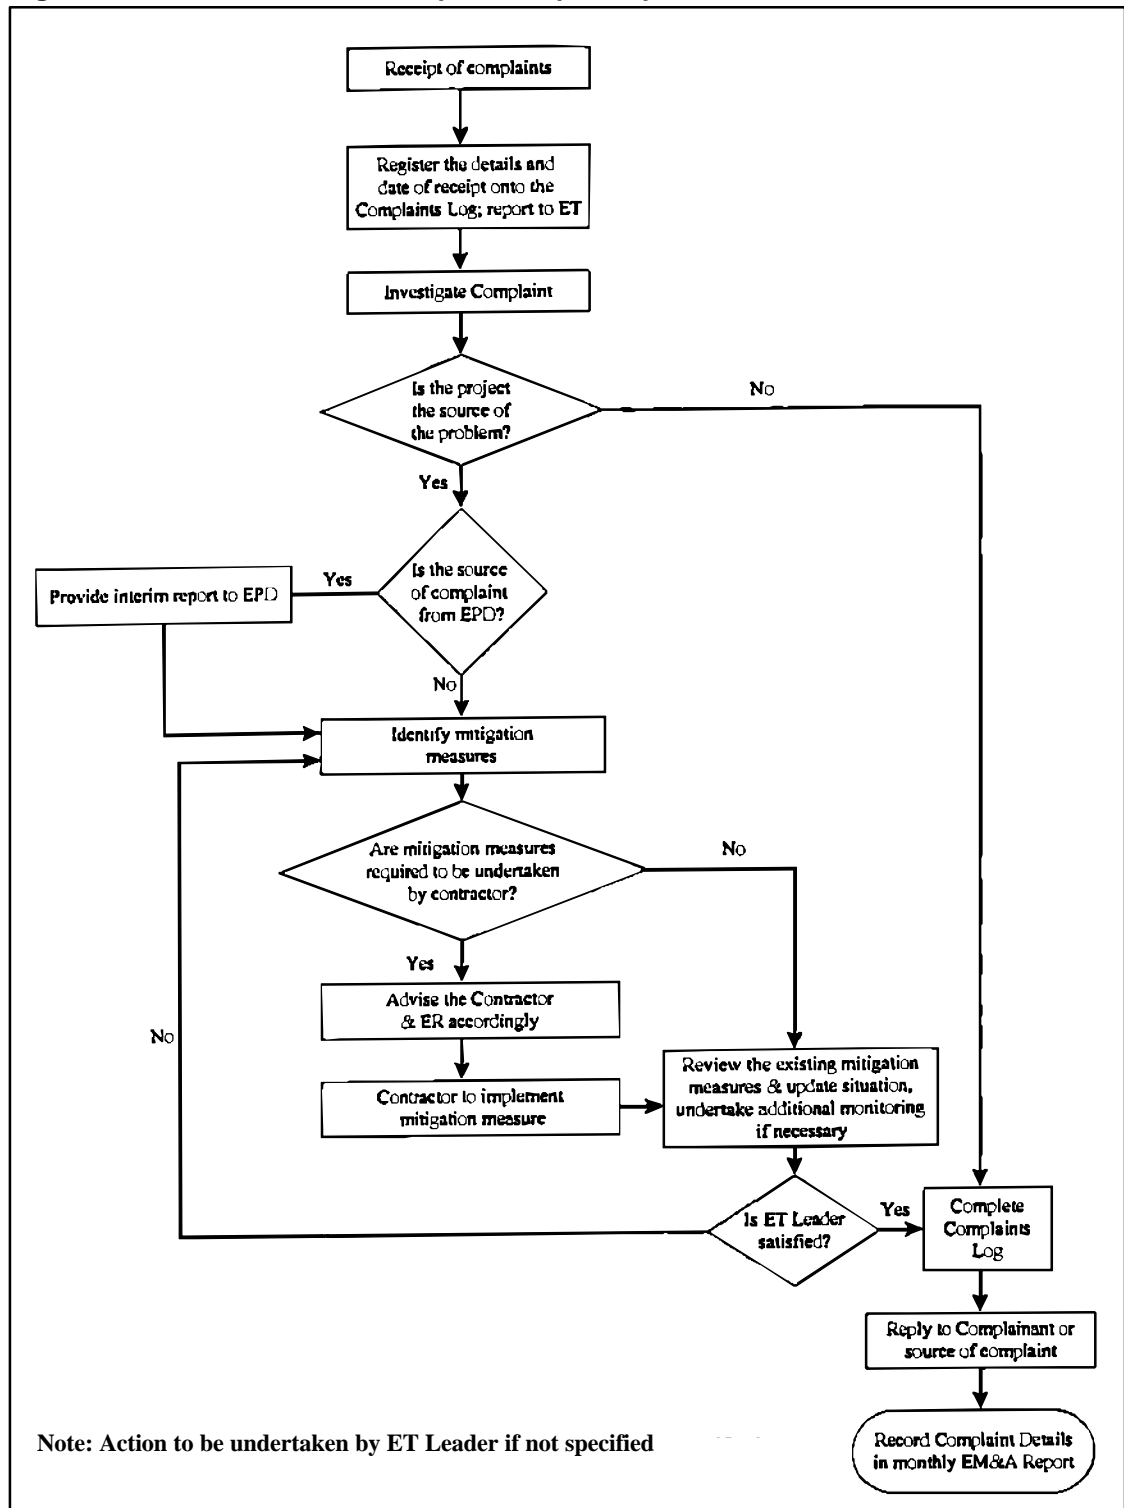 Receipt of complaints
Register the details and
date of receipt onto the
Complaints Log; report to ET
Investigate Complaint
Is the project
the source of
the problem?
No
Yes
Is the source
of complaint
from EPD?
Yes
Provide interim report to EPD
No
Identify mitigation
measures
Are mitigation measures
required to be undertaken
by contractor?
No
Yes
Advise the Contractor
& ER accordingly
No
Contractor to implement
mitigation measure
Review the existing mitigation
measures & update situation,
undertake additional monitoring
if necessary
Is ET Leader
satisfied?
Yes
Complete
Complaints
Log
Reply to Complainant or
source of complaint
Record Complaint Details
in monthly EM&A Report
Note: Action to be undertaken by ET Leader if not specified